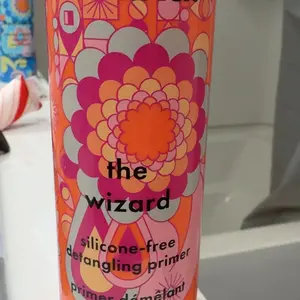 the
wizard
silicone-free
detangling primer
primer démêlant